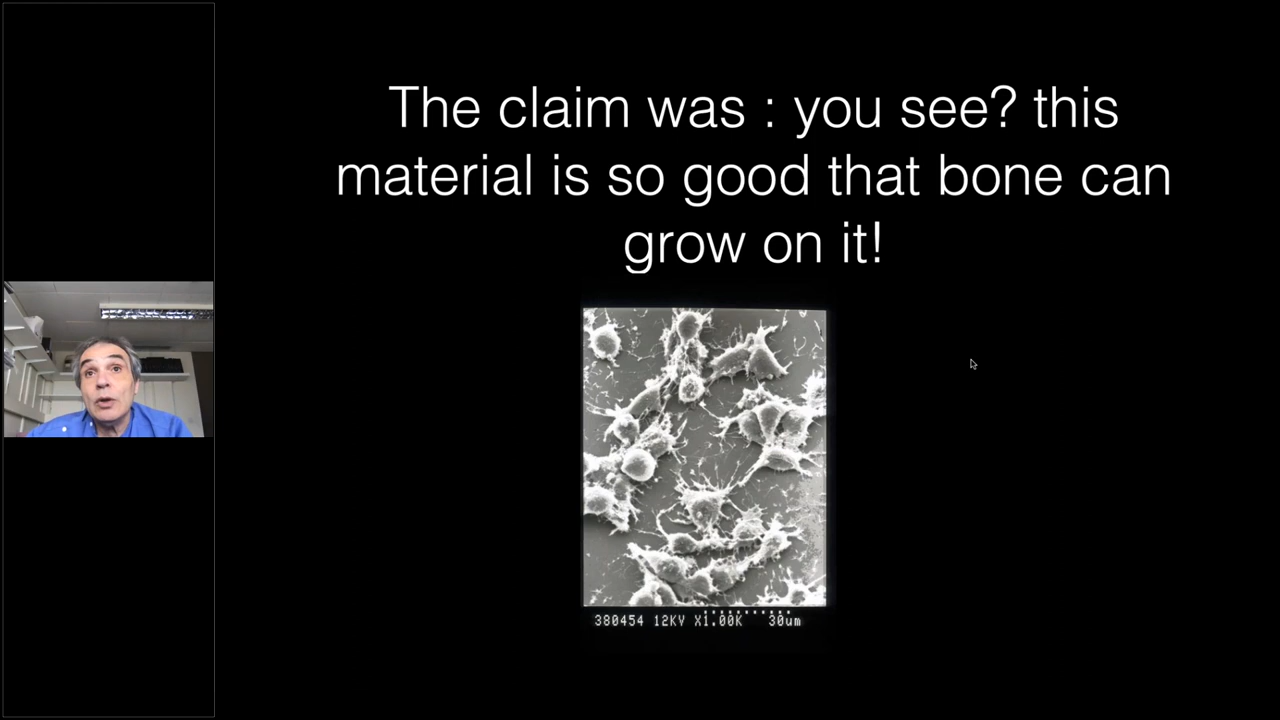 The claim was : you see? this
material is so good that bone can
grow on it!
380454 12KV X1.00K 30um